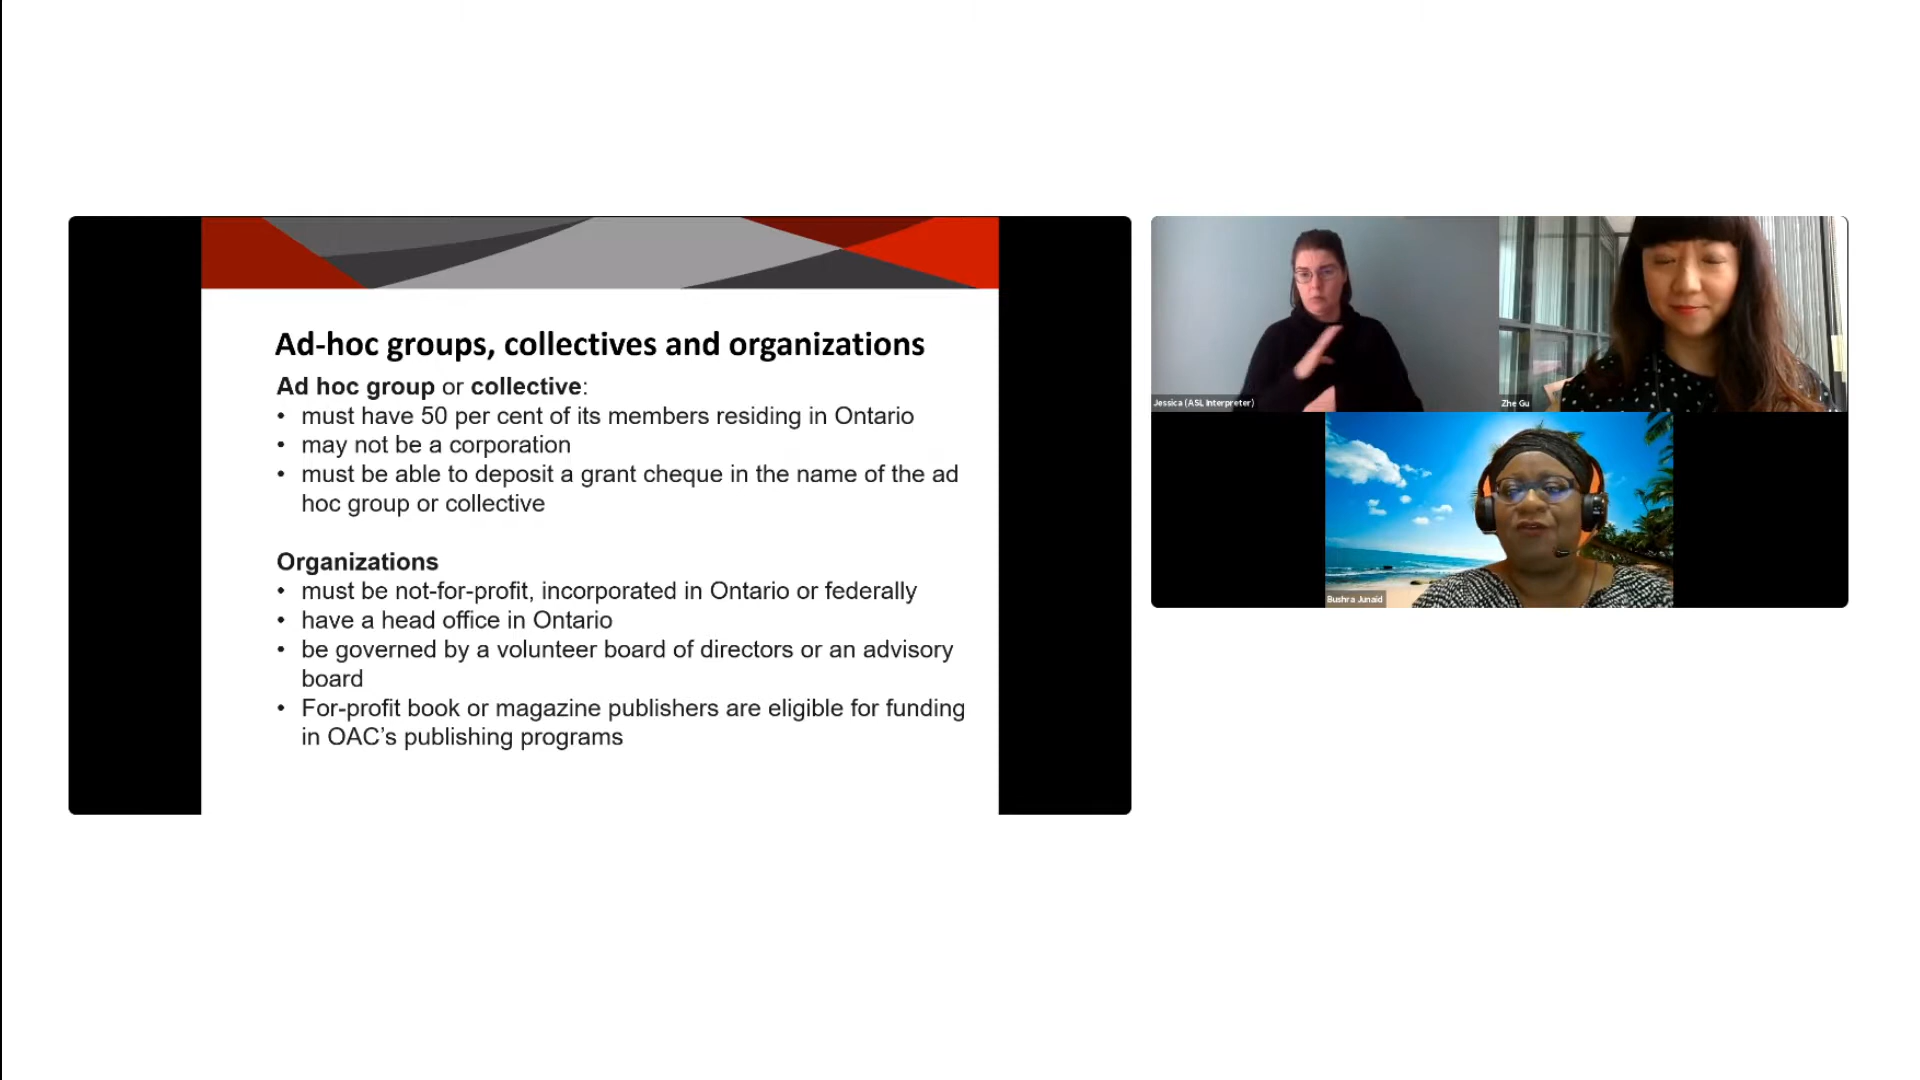 Ad-hoc groups, collectives and organizations
Ad hoc group or collective:
• must have 50 per cent of its members residing in Ontario
• may not be a corporation
• must be able to deposit a grant cheque in the name of the ad
hoc group or collective
Organizations
• must be not-for-profit, incorporated in Ontario or federally
• have a head office in Ontario
• be governed by a volunteer board of directors or an advisory
board
• For-profit book or magazine publishers are eligible for funding
in OAC’s publishing programs
Jessica (ASL Interpreter)
Zhe Gu
Bushra Junaid